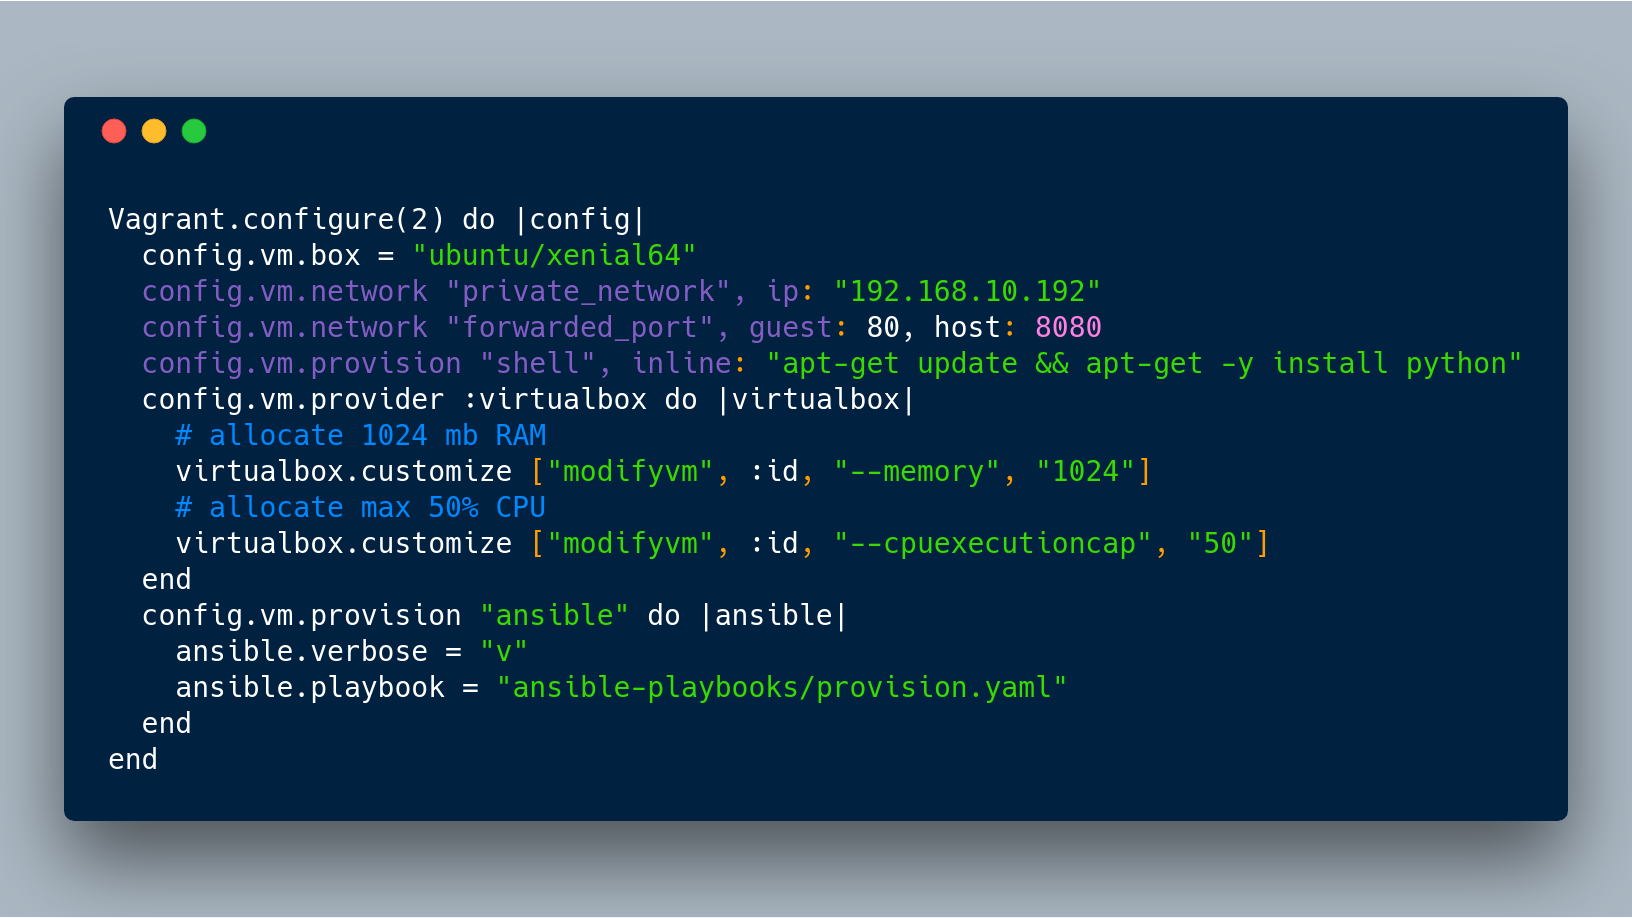 Vagrant.configure(2) do |config|
  config.vm.box = "ubuntu/xenial64"
  config.vm.network "private_network", ip: "192.168.10.192"
  config.vm.network "forwarded_port", guest: 80, host: 8080
  config.vm.provision "shell", inline: "apt-get update && apt-get -y install python"
  config.vm.provider :virtualbox do |virtualbox|
    # allocate 1024 mb RAM
    virtualbox.customize ["modifyvm", :id, "--memory", "1024"]
    # allocate max 50% CPU
    virtualbox.customize ["modifyvm", :id, "--cpuexecutioncap", "50"]
  end
  config.vm.provision "ansible" do |ansible|
    ansible.verbose = "v"
    ansible.playbook = "ansible-playbooks/provision.yaml"
  end
end